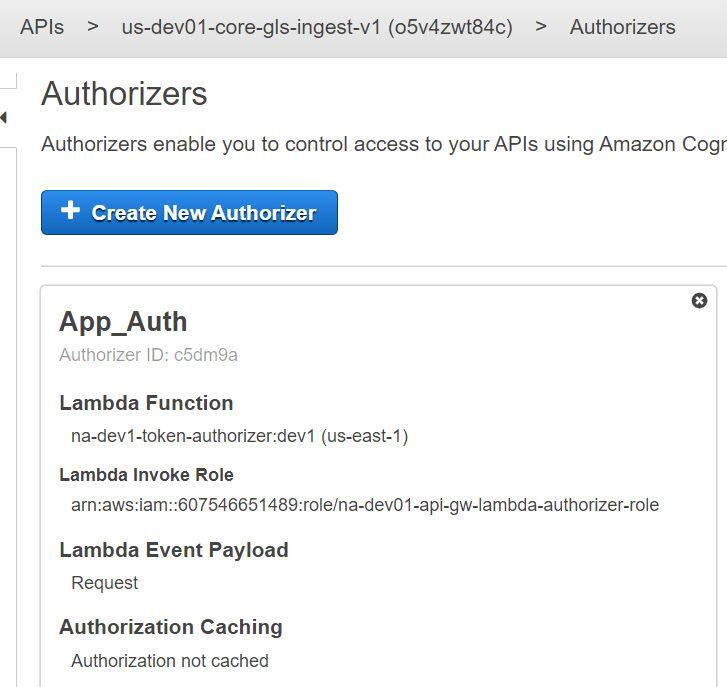 APIs > us-dev01-core-gls-ingest-v1 (o5v4zwt84c) > Authorizers
Authorizers
Authorizers enable you to control access to your APIs using Amazon Cogr
+ Create New Authorizer
App_Auth
Authorizer ID: c5dm9a
Lambda Function
na-dev1-token-authorizer:dev1 (us-east-1)
Lambda Invoke Role
arn:aws:iam::607546651489:role/na-dev01-api-gw-lambda-authorizer-role
Lambda Event Payload
Request
Authorization Caching
Authorization not cached